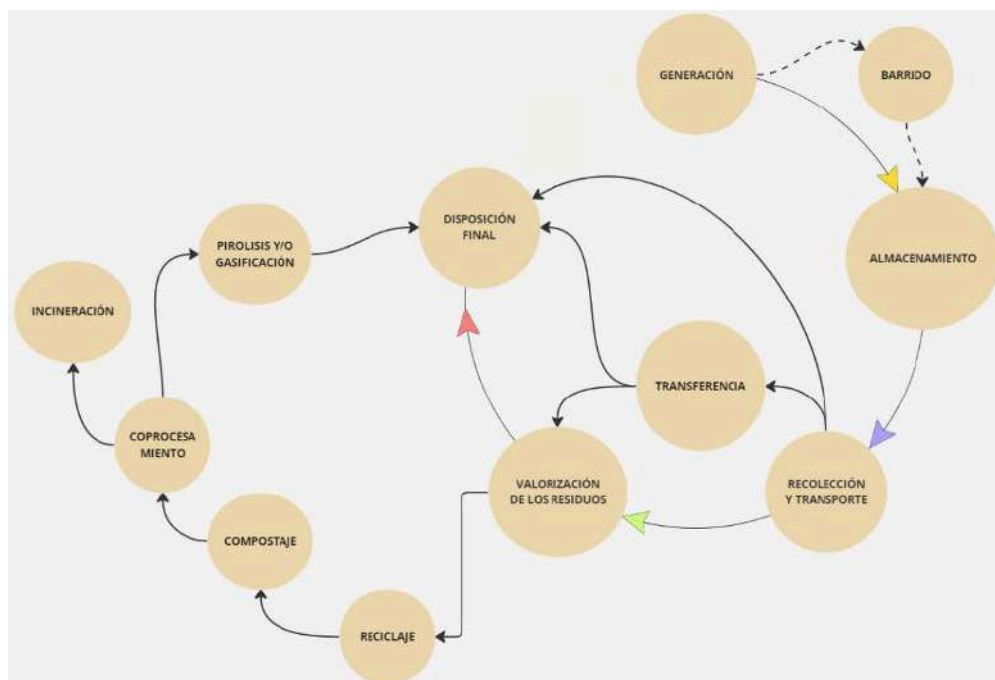 GENERACIÓN
BARRIDO
ALMACENAMIENTO
DISPOSICIÓN
FINAL
PIROLISIS Y/O
GASIFICACIÓN
INCINERACIÓN
TRANSFERENCIA
COPROCESA
MIENTO
VALORIZACIÓN
DE LOS RESIDUOS
RECOLECCIÓN
Y TRANSPORTE
COMPOSTAJE
RECICLAJE